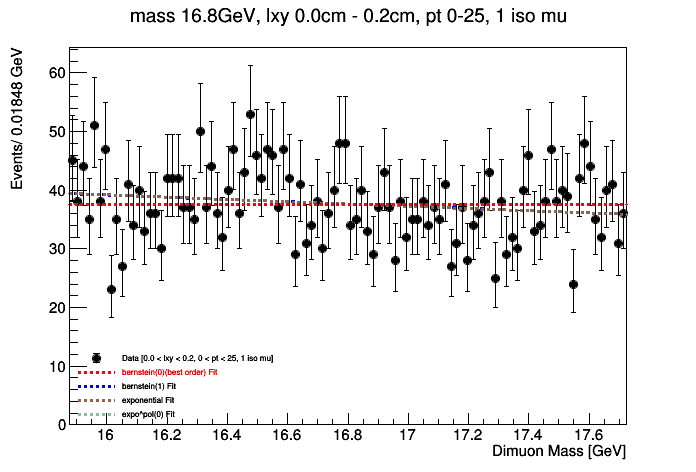 mass 16.8GeV, lxy 0.0cm - 0.2cm, pt 0-25, 1 iso mu
Events/ 0.01848 GeV
60
50
40
30
20
10
0
Data [0.0 < lxy < 0.2, 0 < pt < 25, 1 iso mu]
bernstein(0)(best order) Fit
bernstein(1) Fit
exponential Fit
expo*pol(0) Fit
16 16.2 16.4 16.6 16.8 17 17.2 17.4 17.6
Dimuon Mass [GeV]